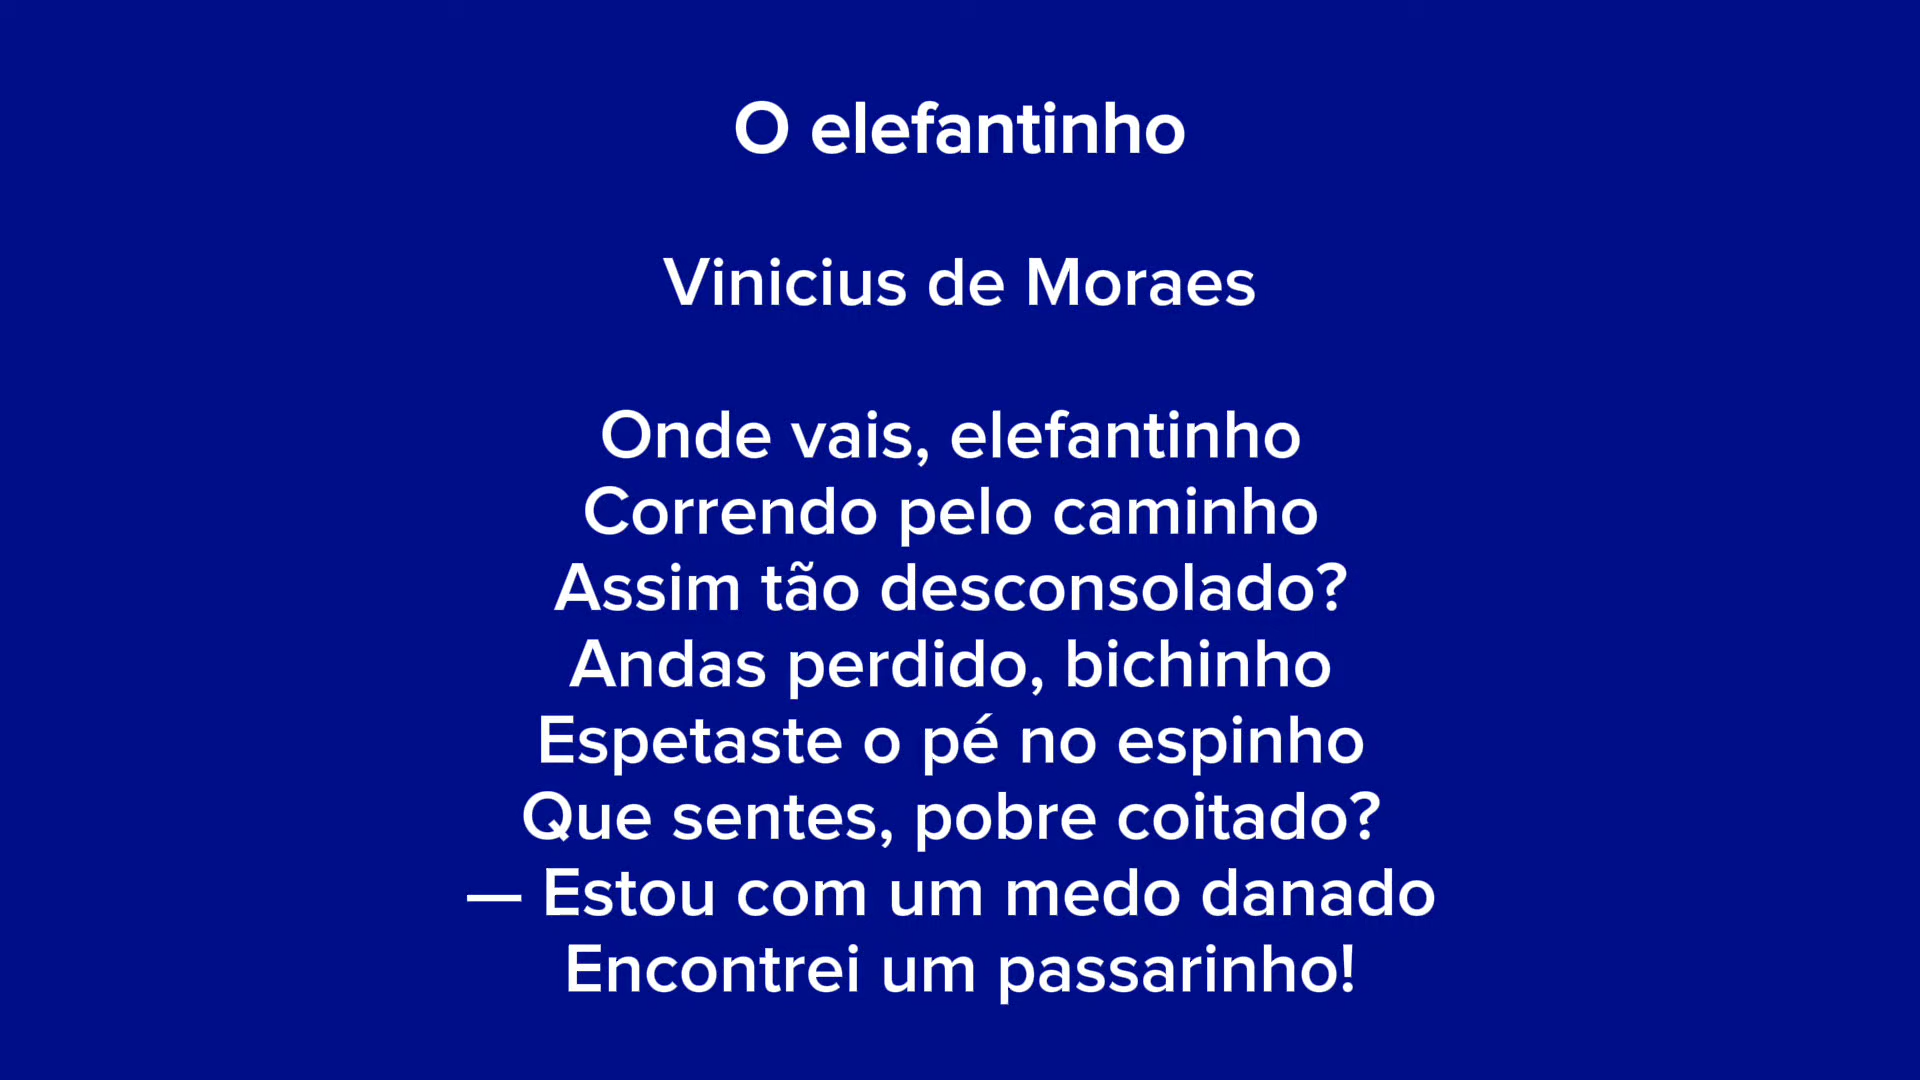 O elefantinho
Vinicius de Moraes
Onde vais, elefantinho
Correndo pelo caminho
Assim tão desconsolado?
Andas perdido, bichinho
Espetaste o pé no espinho
Que sentes, pobre coitado?
— Estou com um medo danado
Encontrei um passarinho!